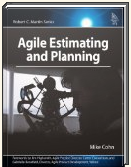 Robert C. Martin Series
Agile Estimating
and Planning
Mike Cohn